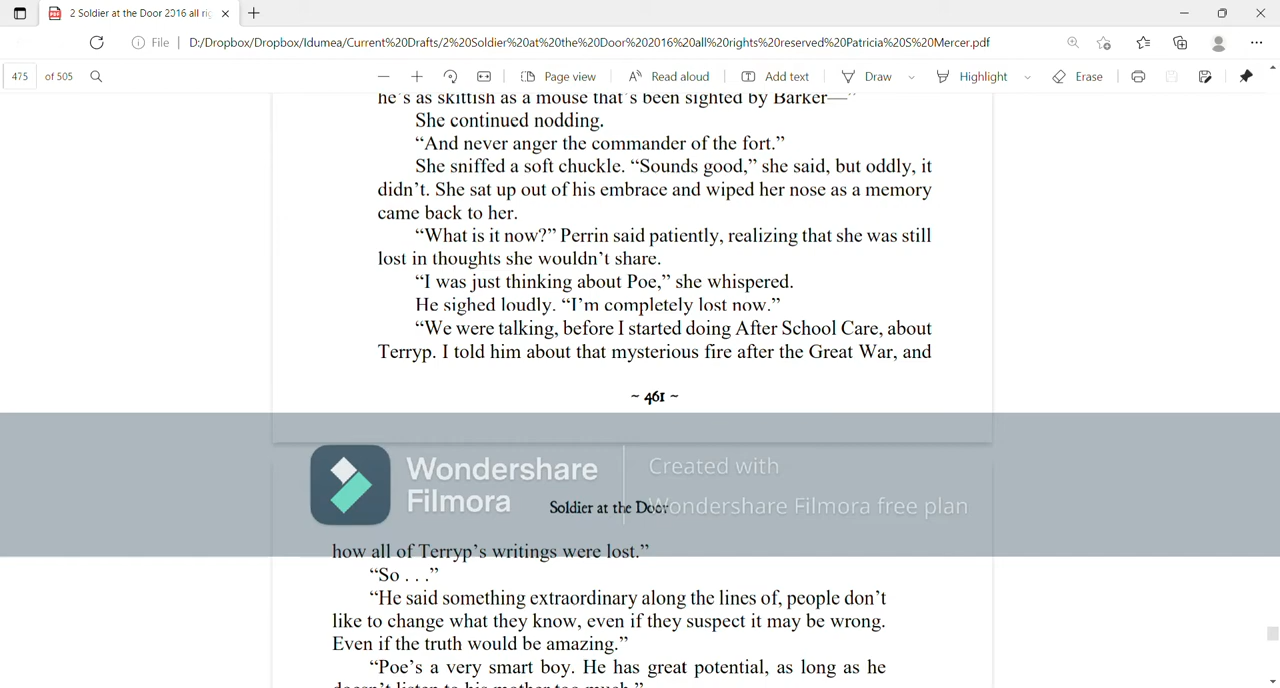 2 Soldier at the Door 2016 all ri
File
D:/Dropbox/Dropbox/Idumea/Current%20Drafts/2%20Soldier%20at%20the%20Door%202016%20all%20rights%20reserved%20Patricia%20S%20Mercer.pdf
475 of 505
Page view
Read aloud
Add text
Draw
Highlight
Erase
he's as skittish as a mouse that's been sighted by Barker—"
She continued nodding.
“And never anger the commander of the fort.”
She sniffed a soft chuckle. “Sounds good,” she said, but oddly, it
didn’t. She sat up out of his embrace and wiped her nose as a memory
came back to her.
“What is it now?” Perrin said patiently, realizing that she was still
lost in thoughts she wouldn’t share.
“I was just thinking about Poe,” she whispered.
He sighed loudly. “I’m completely lost now.”
“We were talking, before I started doing After School Care, about
Terryp. I told him about that mysterious fire after the Great War, and
~ 461 ~
Wondershare
Filmora
Created with
Wondershare Filmora free plan
Soldier at the Door
how all of Terryp’s writings were lost.”
“So . . .”
“He said something extraordinary along the lines of, people don’t
like to change what they know, even if they suspect it may be wrong.
Even if the truth would be amazing.”
“Poe’s a very smart boy. He has great potential, as long as he
doesn’t listen to his mother too much.”